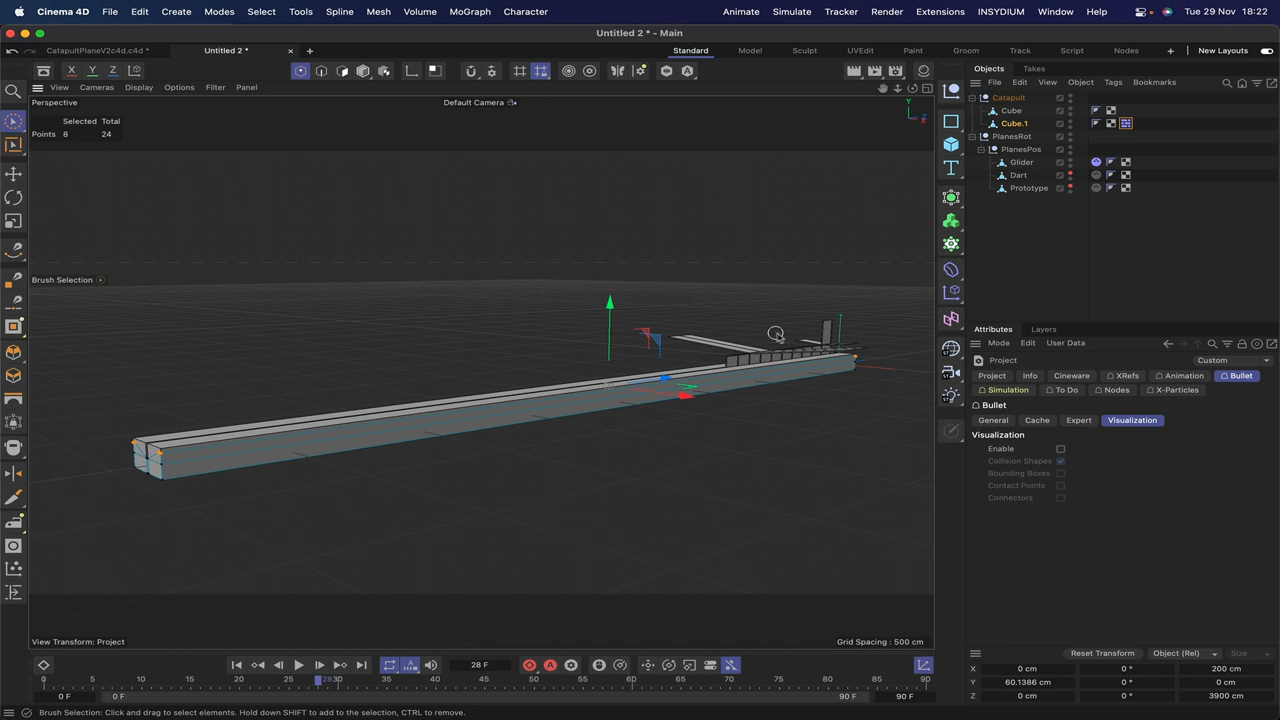 Cinema 4D File Edit Create Modes Select Tools Spline Mesh Volume MoGraph Character Animate Simulate Tracker Render Extensions INSYDIUM Window Help Tue 29 Nov 18:22
Untitled 2 * - Main
CatapultPlaneV2c4d.c4d * Untitled 2 * Standard Model Sculpt UVEdit Paint Groom Track Script Nodes New Layouts
X Y Z
Objects Takes
View Cameras Display Options Filter Panel
File Edit View Object Tags Bookmarks
Perspective Default Camera
Catapult
Points
Selected Total
8 24
Cube
Cube.1
PlanesRot
PlanesPos
Glider
Dart
Prototype
Y
Brush Selection
Attributes Layers
Mode Edit User Data
Project Custom
Project Info Cineware XRefs Animation Bullet
Simulation To Do Nodes X-Particles
Bullet
General Cache Expert Visualization
Visualization
Enable
Collision Shapes
Bounding Boxes
Contact Points
Connectors
View Transform: Project Grid Spacing : 500 cm
Reset Transform Object (Rel) Size
28 F
X 0 cm 0 ° 200 cm
0 5 10 15 20 25 28 30 35 40 45 50 55 60 65 70 75 80 85 90
Y 60.1386 cm 0 ° 0 cm
0 F 0 F 90 F 90 F
Z 0 cm 0 ° 3900 cm
Brush Selection: Click and drag to select elements. Hold down SHIFT to add to the selection, CTRL to remove.